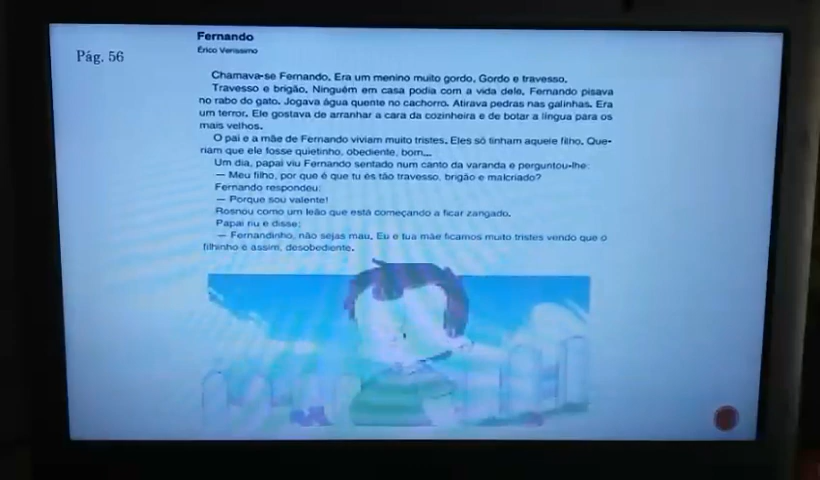 Pág. 56
Fernando
Erico Verissimo
Chamava-se Fernando. Era um menino muito gordo. Gordo e travesso.
Travesso e brigão. Ninguém em casa podia com a vida dele. Fernando pisava
no rabo do gato. Jogava água quente no cachorro. Atirava pedras nas galinhas. Era
um terror. Ele gostava de arranhar a cara da cozinheira e de botar a língua para os
mais velhos.
O pai e a mãe de Fernando viviam muito tristes. Eles só tinham aquele filho. Que-
riam que ele fosse quietinho, obediente, bom...
Um dia, papai viu Fernando sentado num canto da varanda e perguntou-lhe:
— Meu filho, por que é que tu és tão travesso, brigão e malcriado?
Fernando respondeu:
— Porque sou valente!
Rosnou como um leão que está começando a ficar zangado.
Papai riu e disse:
— Fernandinho, não sejas mau. Eu e tua mãe ficamos muito tristes vendo que o
filhinho é assim, desobediente.